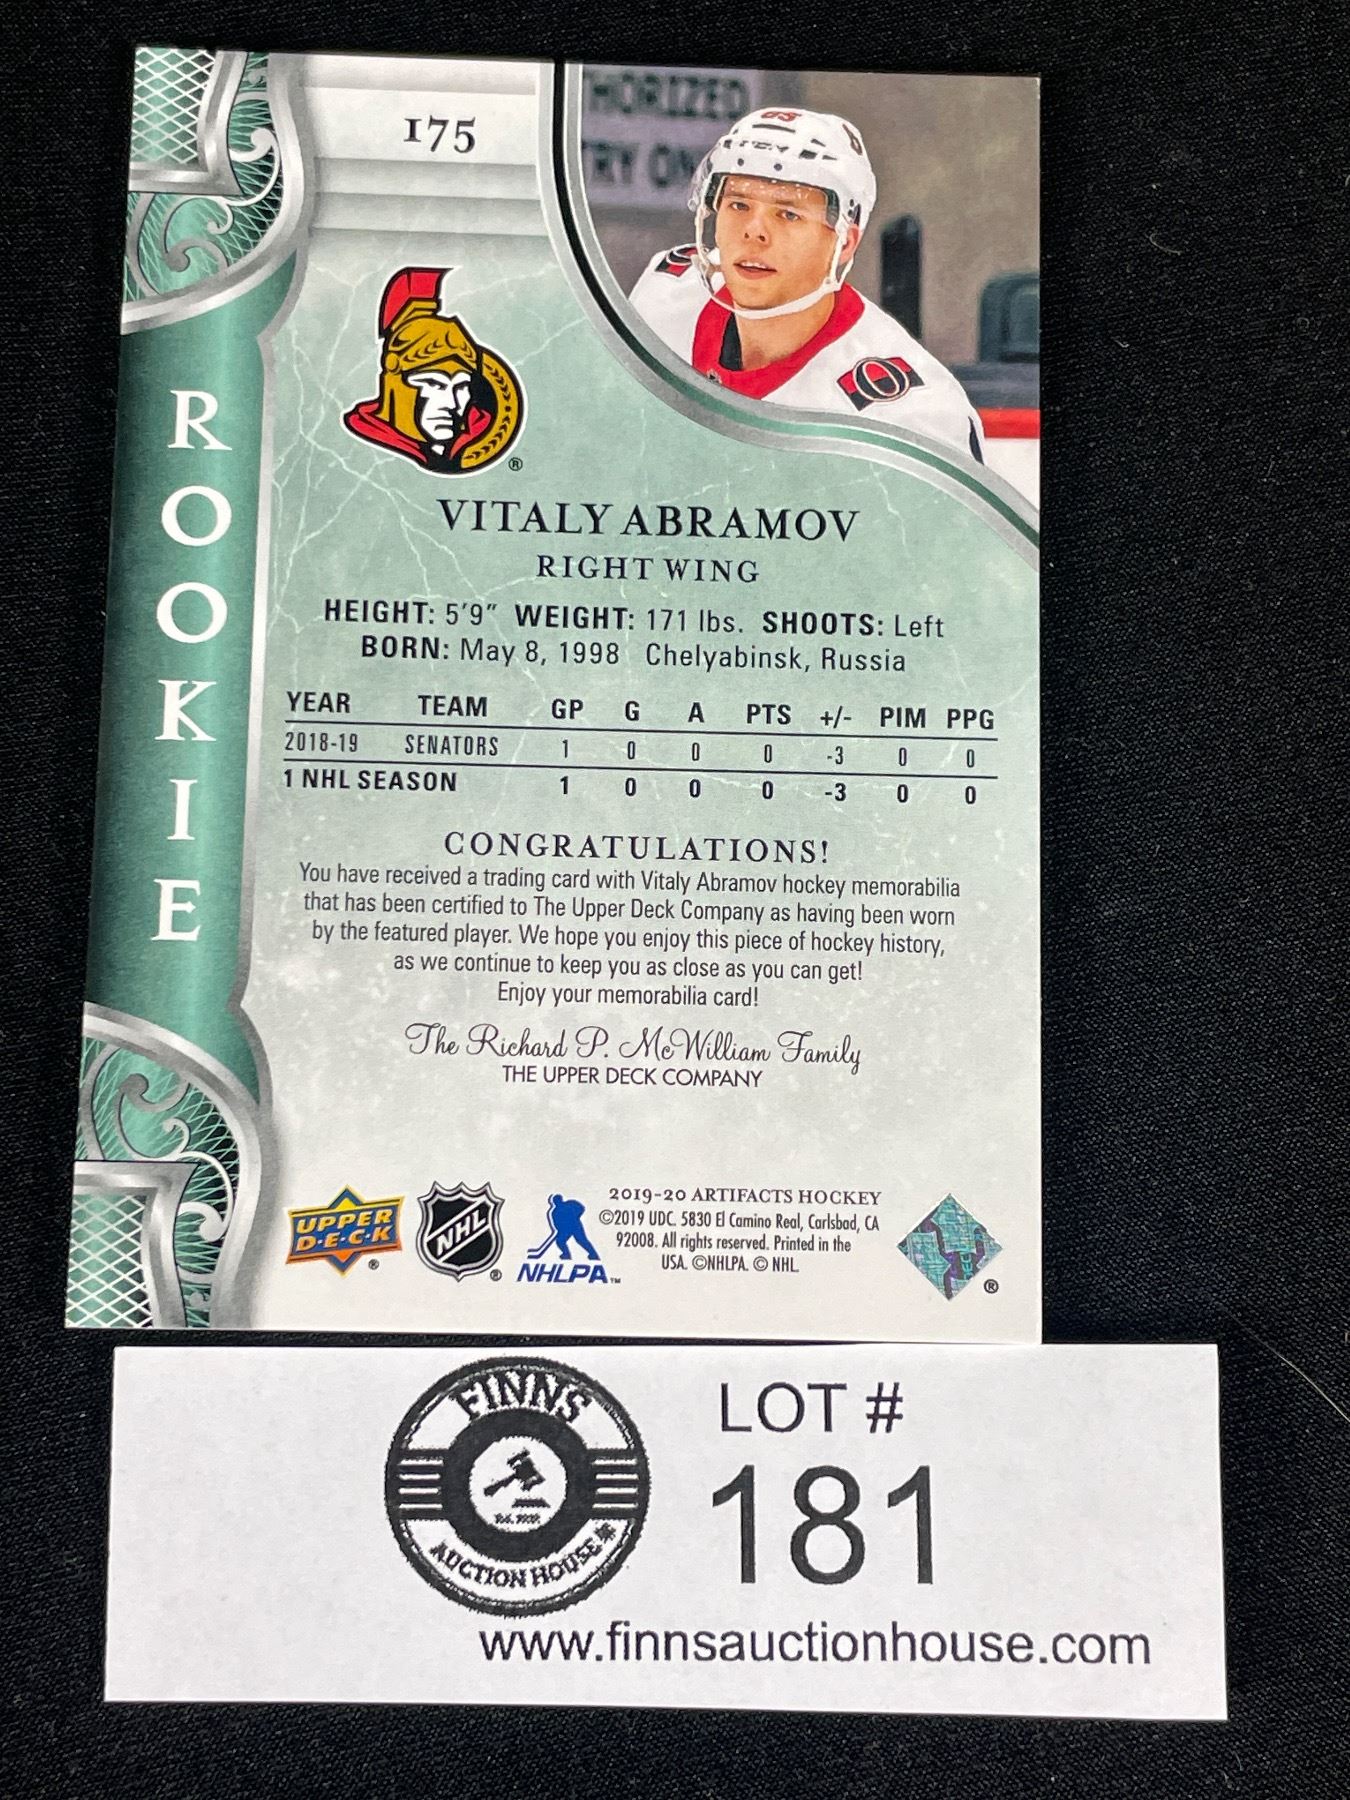 175
HORIZED
TRY ON
ROOKIE
VITALY ABRAMOV
RIGHT WING
HEIGHT: 5'9" WEIGHT: 171 lbs. SHOOTS: Left
BORN: May 8, 1998 Chelyabinsk, Russia
YEAR TEAM GP G A PTS +/- PIM PPG
2018-19 SENATORS 1 0 0 0 -3 0 0
1 NHL SEASON 1 0 0 0 -3 0 0
CONGRATULATIONS!
You have received a trading card with Vitaly Abramov hockey memorabilia
that has been certified to The Upper Deck Company as having been worn
by the featured player. We hope you enjoy this piece of hockey history,
as we continue to keep you as close as you can get!
Enjoy your memorabilia card!
The Richard P. McWilliam Family
THE UPPER DECK COMPANY
UPPER
D·E·C·K
NHL
NHLPA™
2019-20 ARTIFACTS HOCKEY
©2019 UDC. 5830 El Camino Real, Carlsbad, CA
92008. All rights reserved. Printed in the
USA. ©NHLPA. © NHL.
FINNS
AUCTION HOUSE
LOT #
181
www.finnsauctionhouse.com